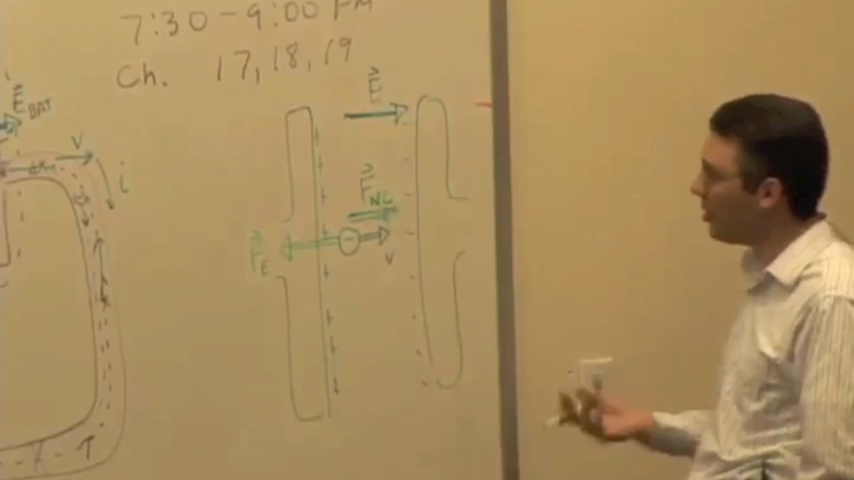 7:30-9:00 PM
Ch. 17, 18, 19
E BAT
V
i
E
F NC
F E
−
v